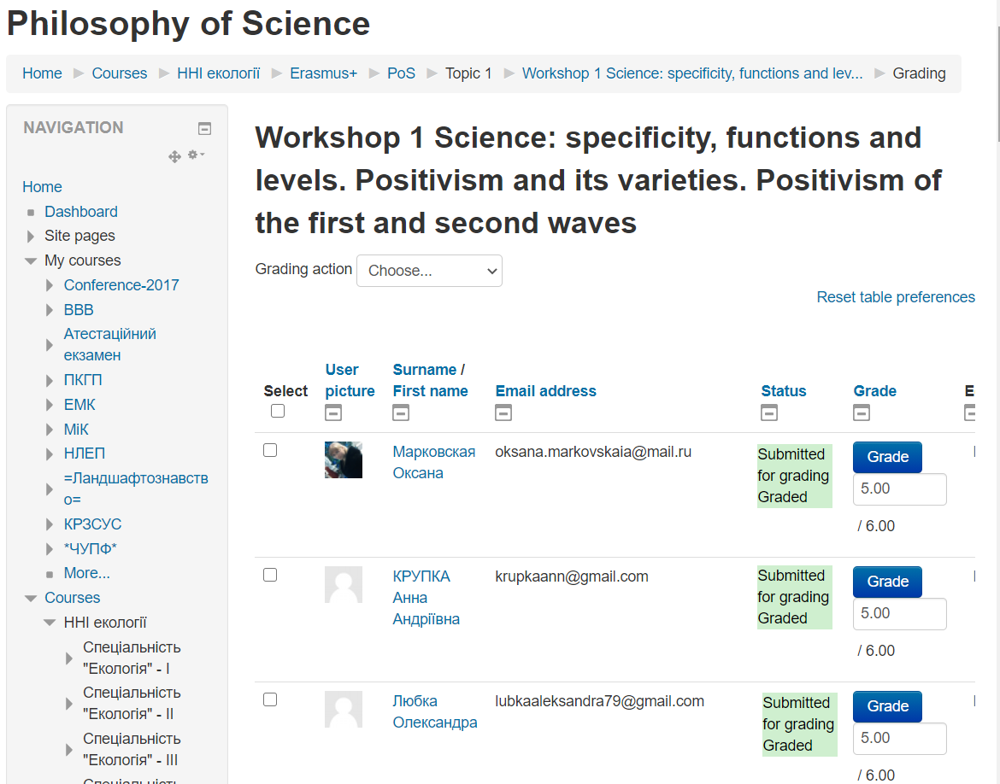 Philosophy of Science
Home Courses ННІ екології Erasmus+ PoS Topic 1 Workshop 1 Science: specificity, functions and lev... Grading
NAVIGATION
Home
Dashboard
Site pages
My courses
Conference-2017
BBB
Атестаційний
екзамен
ПКГП
ЕМК
МіК
НЛЕП
=Ландшафтознавств
о=
КРЗСУС
*ЧУПФ*
More...
Courses
ННІ екології
Спеціальність
"Екологія" - I
Спеціальність
"Екологія" - II
Спеціальність
"Екологія" - III
Спеціальність
Workshop 1 Science: specificity, functions and
levels. Positivism and its varieties. Positivism of
the first and second waves
Grading action Choose...
Reset table preferences
Select
User
picture
Surname /
First name
Email address
Status
Grade
E
Марковская
Оксана
oksana.markovskaia@mail.ru
Submitted
for grading
Graded
Grade
5.00
/ 6.00
КРУПКА
Анна
Андріївна
krupkaann@gmail.com
Submitted
for grading
Graded
Grade
5.00
/ 6.00
Любка
Олександра
lubkaaleksandra79@gmail.com
Submitted
for grading
Graded
Grade
5.00
/ 6.00